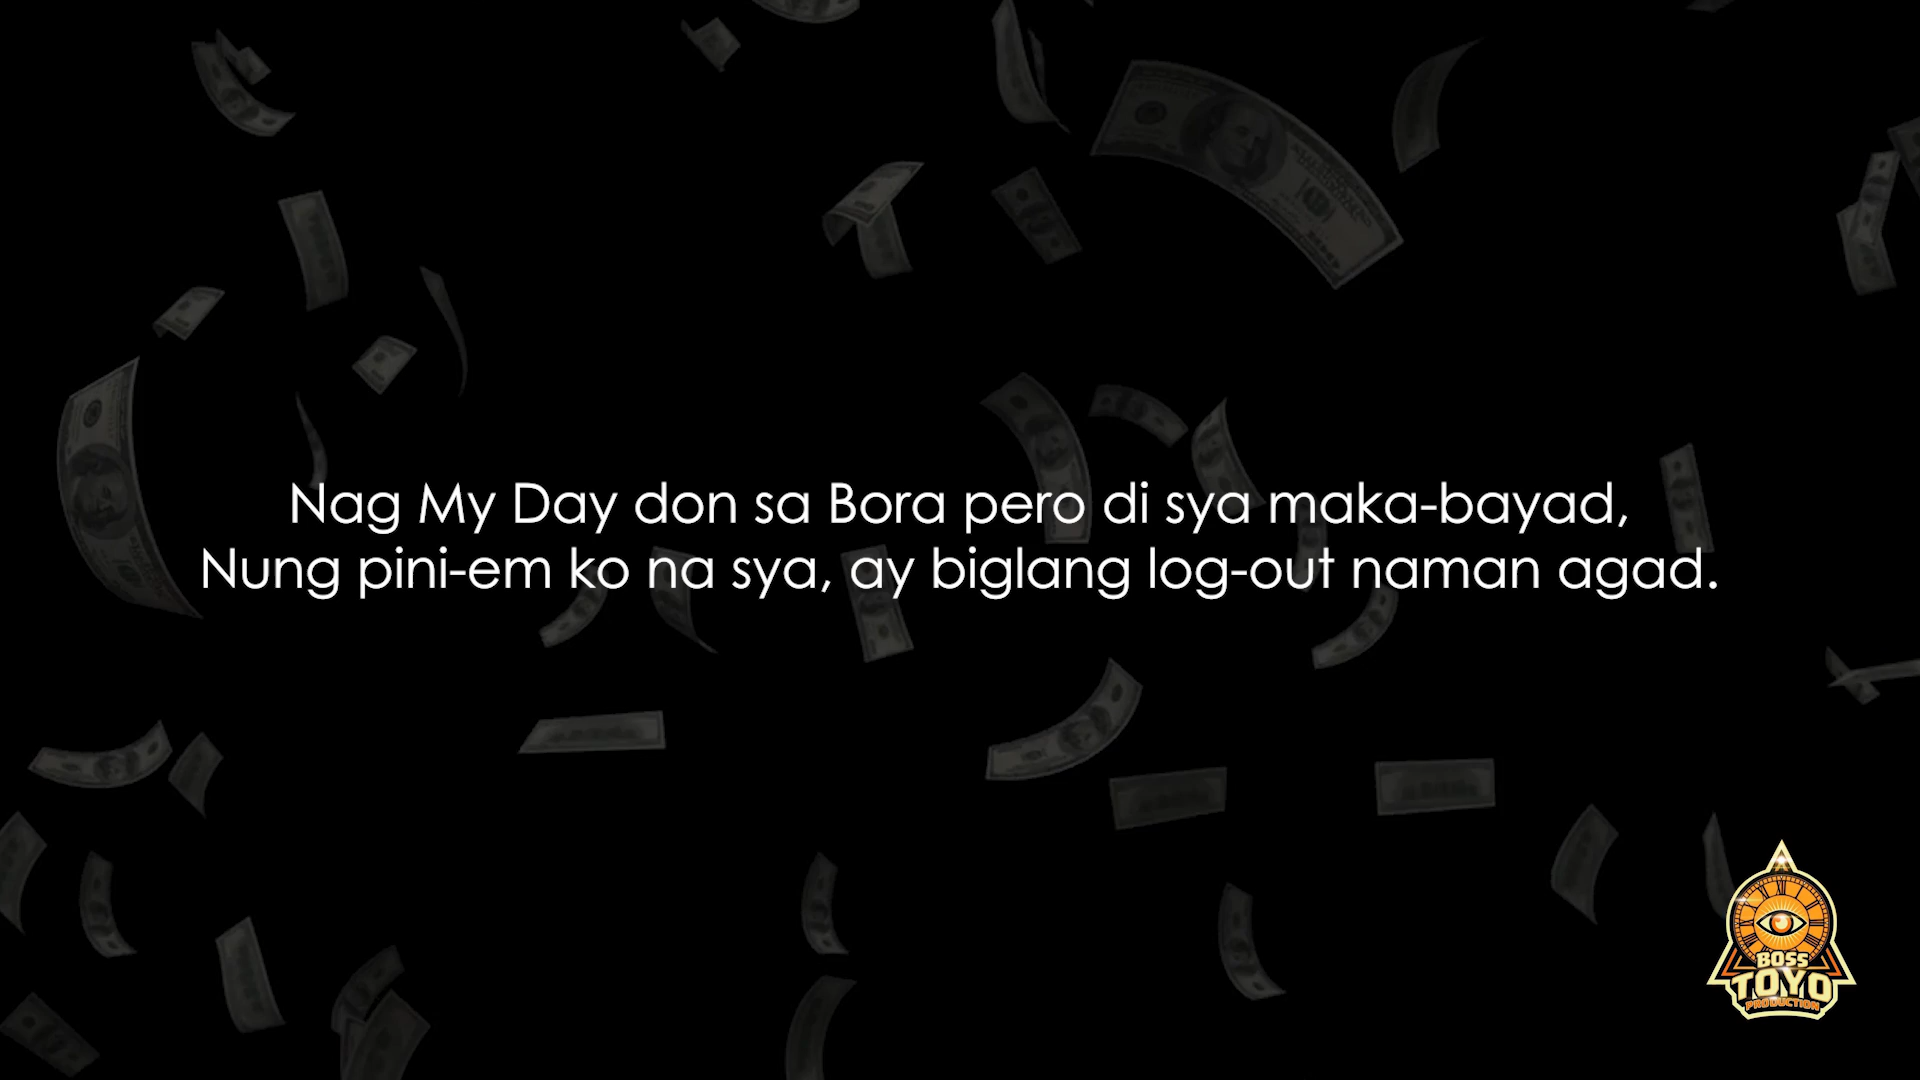 Nag My Day don sa Bora pero di sya maka-bayad,
Nung pini-em ko na sya, ay biglang log-out naman agad.
BOSS
TOYO
PRODUCTION